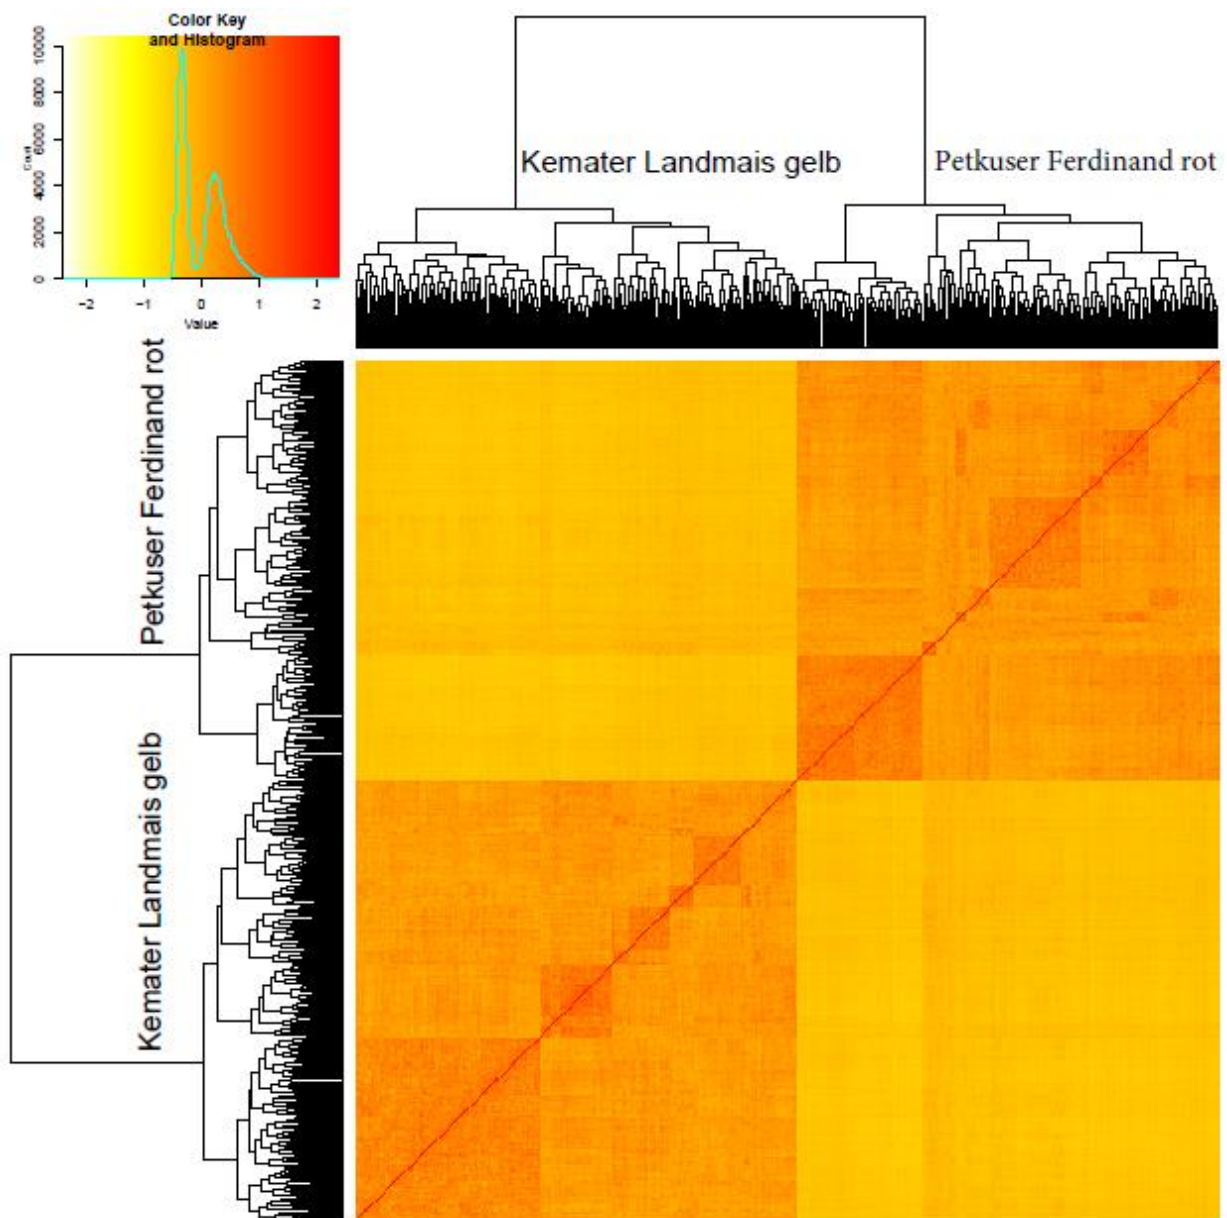 Color Key
and Histogram
Count
0
2000
4000
6000
8000
10000
-2
-1
0
1
2
Value
Kemater Landmais gelb
Petkuser Ferdinand rot
Petkuser Ferdinand rot
Kemater Landmais gelb